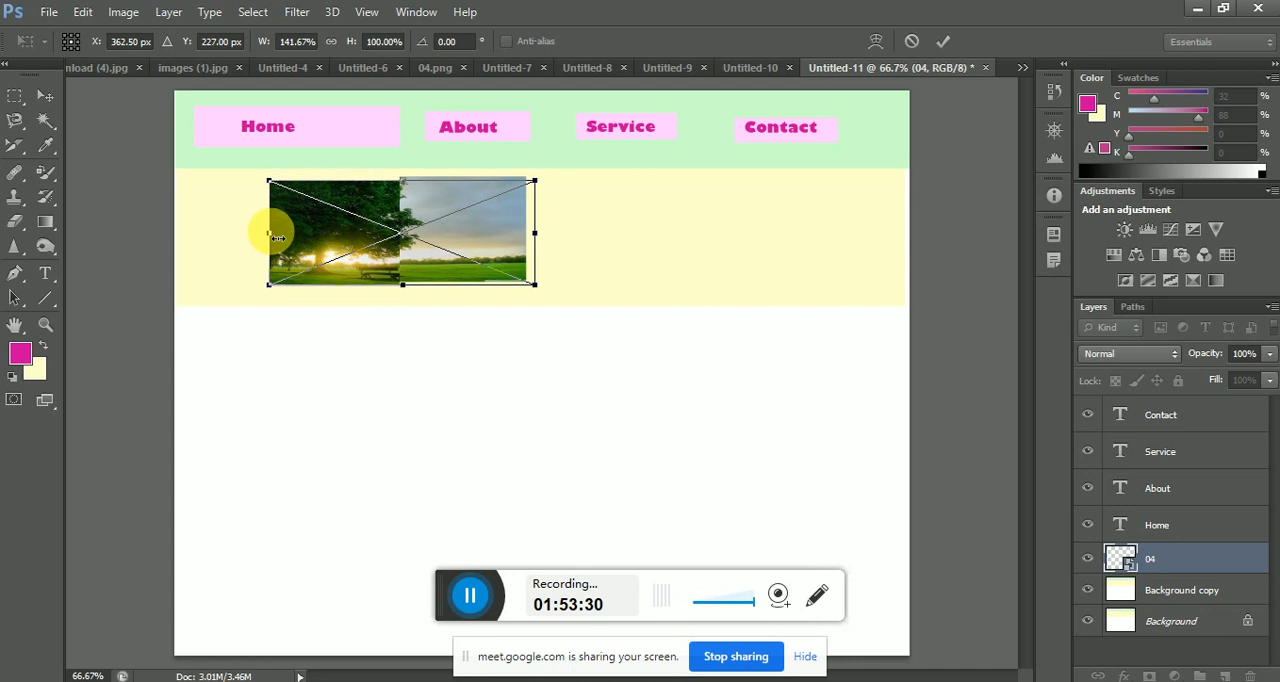 Ps File Edit Image Layer Type Select Filter 3D View Window Help
X: 362.50 px Y: 227.00 px W: 141.67% H: 100.00% 0.00 ° Anti-alias Essentials
nload (4).jpg × images (1).jpg × Untitled-4 × Untitled-6 × 04.png × Untitled-7 × Untitled-8 × Untitled-9 × Untitled-10 × Untitled-11 @ 66.7% (04, RGB/8) * ×
Color Swatches
C 32 %
M 88 %
Y 0 %
K 0 %
Home About Service Contact
Adjustments Styles
Add an adjustment
Layers Paths
Kind
Normal Opacity: 100%
Lock: Fill: 100%
T Contact
T Service
T About
T Home
04
Background copy
Background
Recording...
01:53:30
meet.google.com is sharing your screen. Stop sharing Hide
66.67% Doc: 3.01M/3.46M